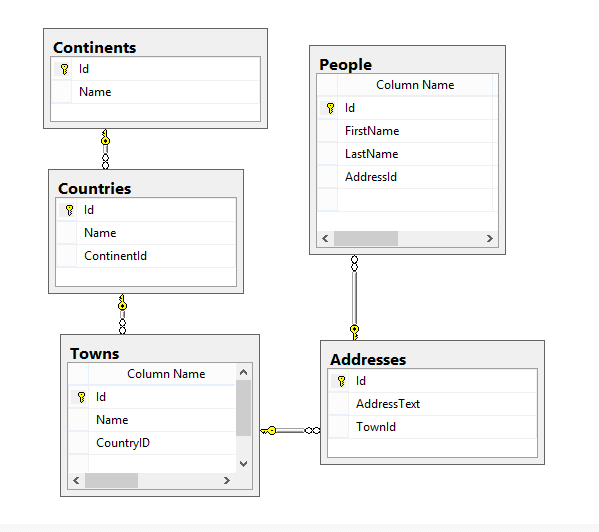 Continents
Id
Name
People
Column Name
Id
FirstName
LastName
AddressId
Countries
Id
Name
ContinentId
Towns
Column Name
Id
Name
CountryID
Addresses
Id
AddressText
TownId